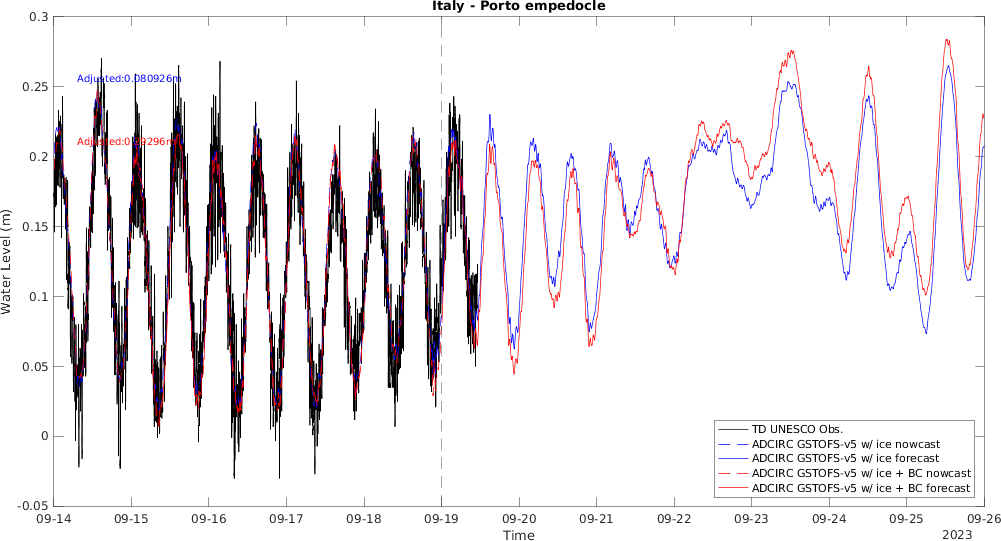 Italy - Porto empedocle
0.3
0.25
0.2
0.15
0.1
0.05
0
-0.05
Water Level (m)
Adjusted:0.080926m
09-14
09-15
09-16
09-17
09-18
09-19
09-20
09-21
09-22
09-23
09-24
09-25
09-26
Time
2023
TD UNESCO Obs.
ADCIRC GSTOFS-v5 w/ ice nowcast
ADCIRC GSTOFS-v5 w/ ice forecast
ADCIRC GSTOFS-v5 w/ ice + BC nowcast
ADCIRC GSTOFS-v5 w/ ice + BC forecast